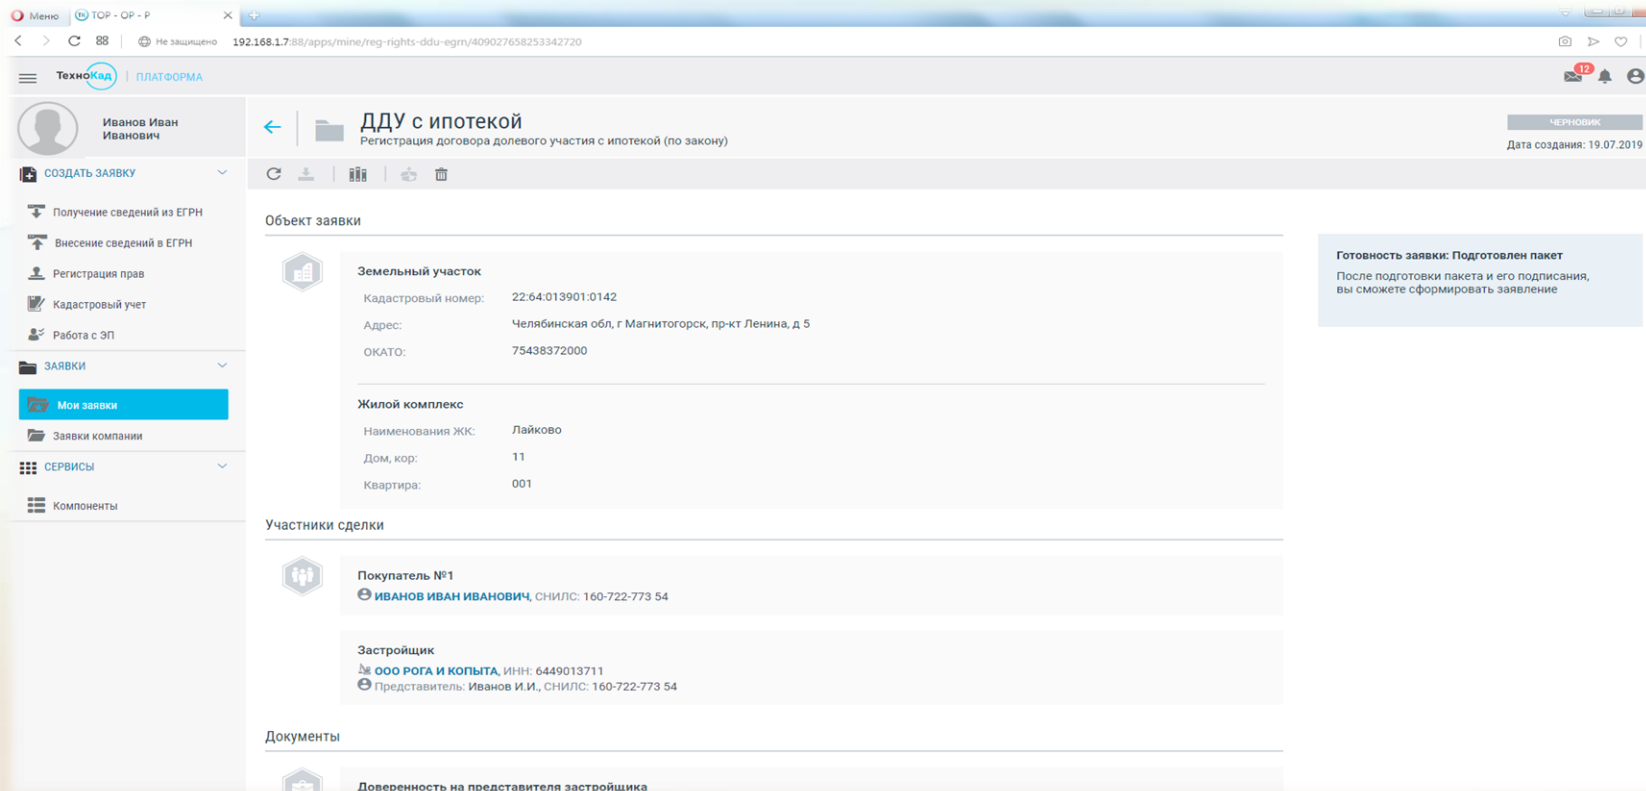 Меню
TOP - OP - P
Не защищено 192.168.1.7:88/apps/mine/reg-rights-ddu-egrn/409027658253342720
ТехноКад | ПЛАТФОРМА
12
Иванов Иван
Иванович
СОЗДАТЬ ЗАЯВКУ
Получение сведений из ЕГРН
Внесение сведений в ЕГРН
Регистрация прав
Кадастровый учет
Работа с ЭП
ЗАЯВКИ
Мои заявки
Заявки компании
СЕРВИСЫ
Компоненты
ДДУ с ипотекой
Регистрация договора долевого участия с ипотекой (по закону)
ЧЕРНОВИК
Дата создания: 19.07.2019
Объект заявки
Земельный участок
Кадастровый номер: 22:64:013901:0142
Адрес: Челябинская обл, г Магнитогорск, пр-кт Ленина, д 5
ОКАТО: 75438372000
Жилой комплекс
Наименования ЖК: Лайково
Дом, кор: 11
Квартира: 001
Готовность заявки: Подготовлен пакет
После подготовки пакета и его подписания,
вы сможете сформировать заявление
Участники сделки
Покупатель №1
ИВАНОВ ИВАН ИВАНОВИЧ, СНИЛС: 160-722-773 54
Застройщик
ООО РОГА И КОПЫТА, ИНН: 6449013711
Представитель: Иванов И.И., СНИЛС: 160-722-773 54
Документы
Доверенность на представителя застройщика